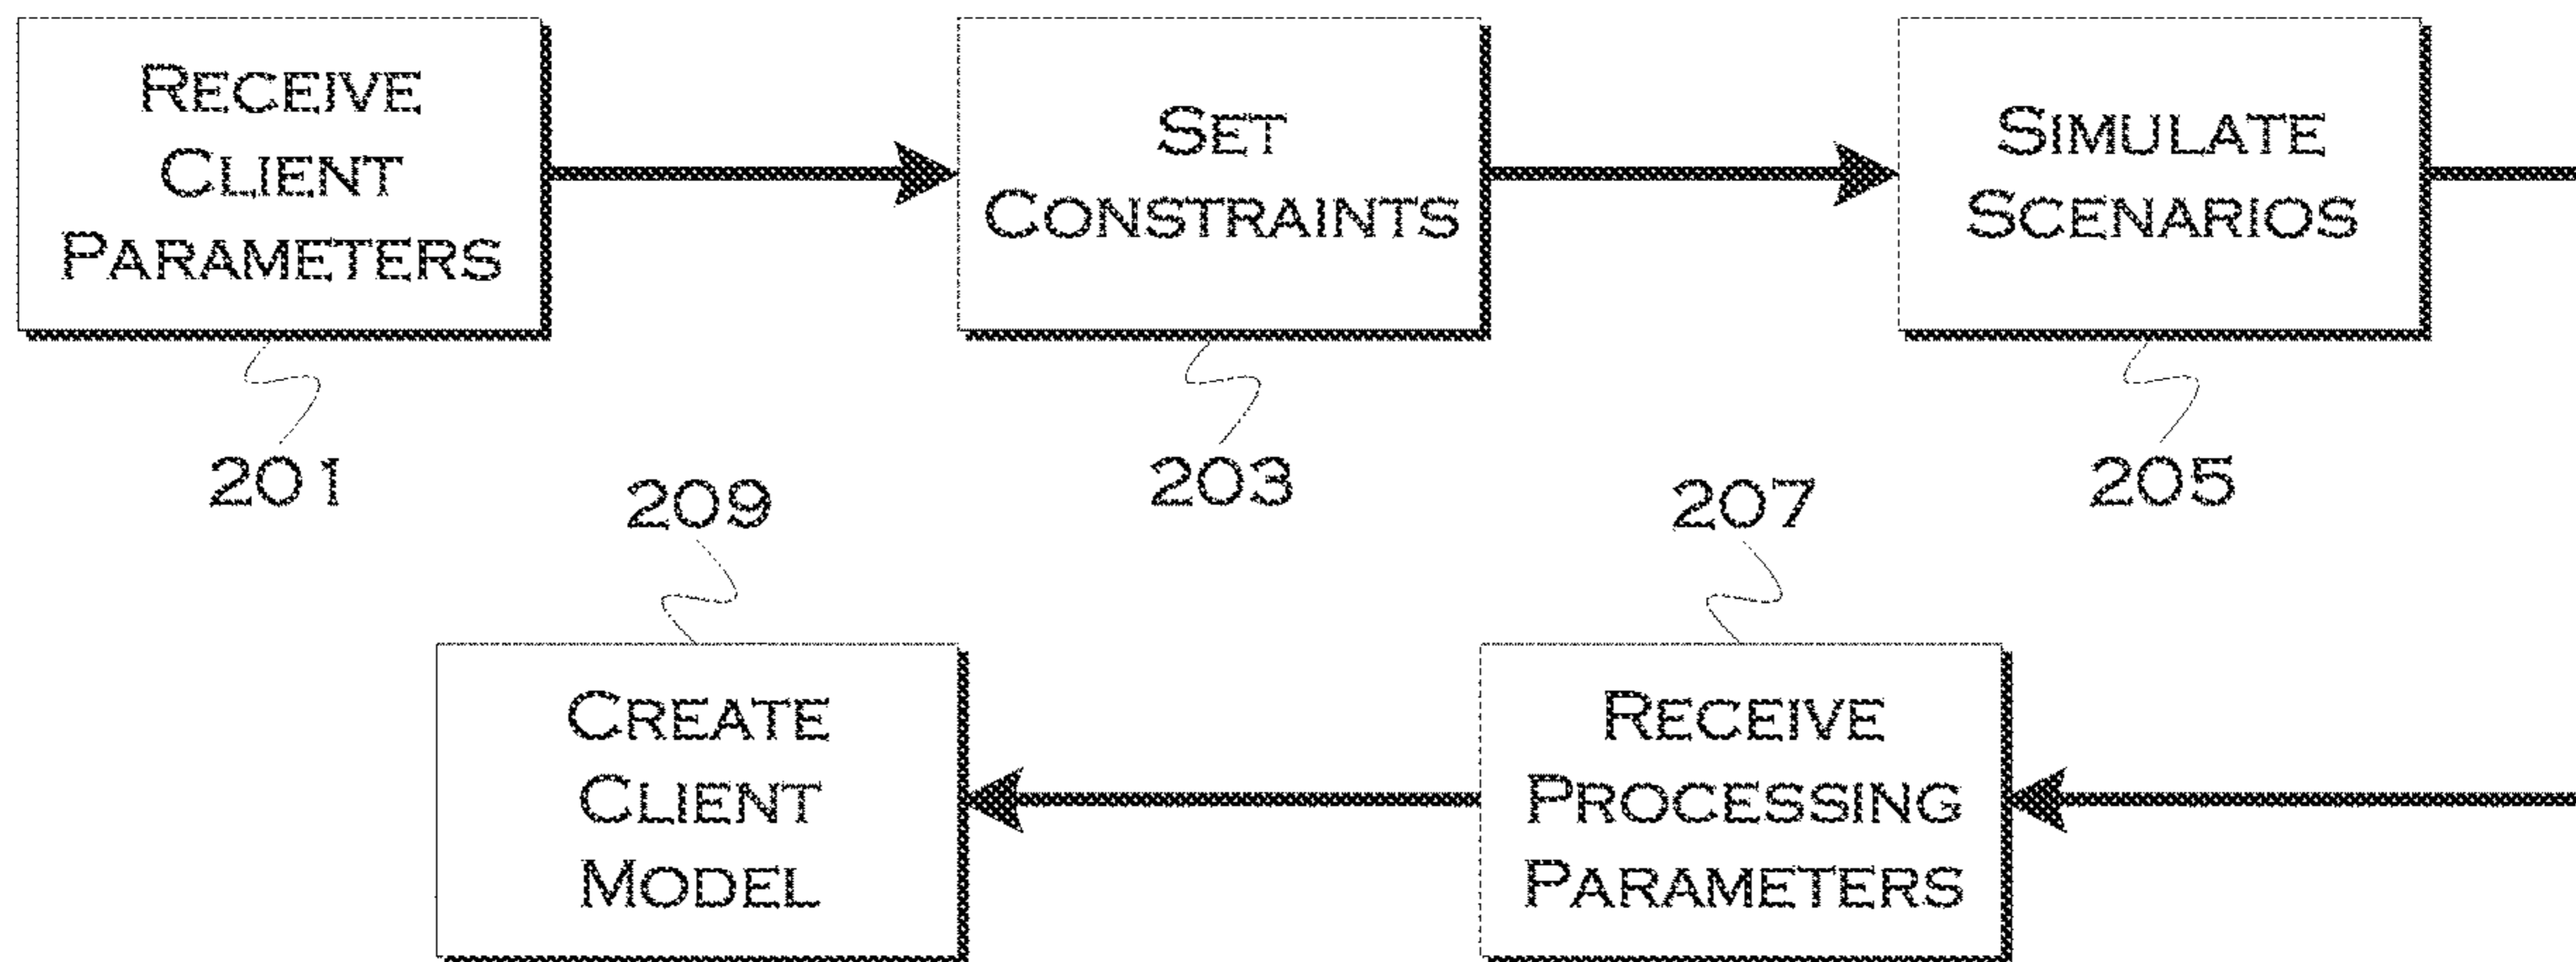 RECEIVE
CLIENT
PARAMETERS
201
SET
CONSTRAINTS
203
SIMULATE
SCENARIOS
205
207
RECEIVE
PROCESSING
PARAMETERS
209
CREATE
CLIENT
MODEL